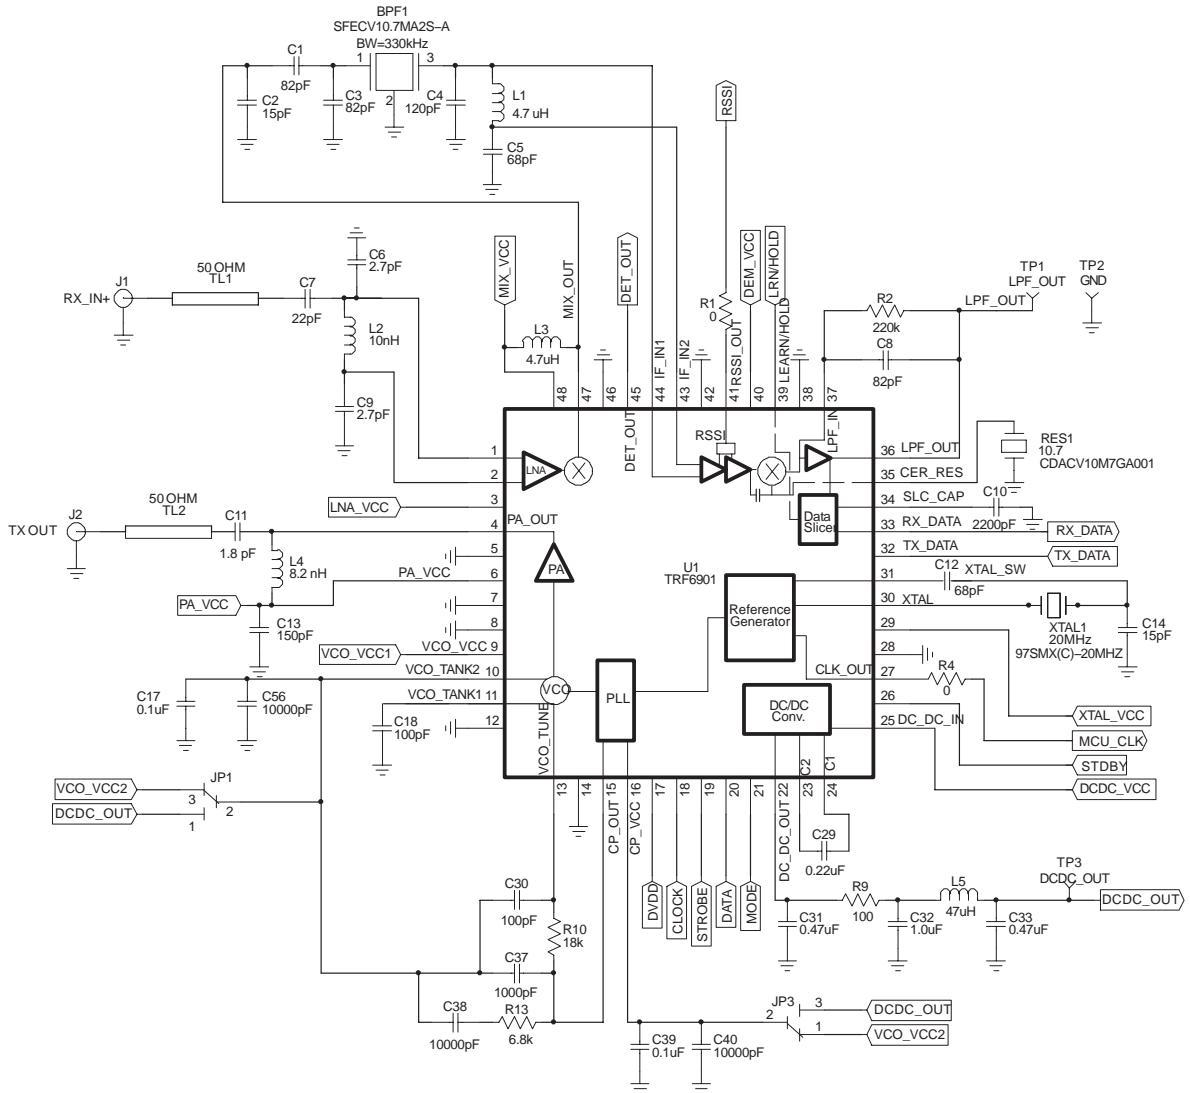 BPF1
SFECV10.7MA2S–A
BW=330kHz
C1
82pF
1
3
2
C2
15pF
C3
82pF
C4
120pF
L1
4.7 uH
C5
68pF
RSSI
C6
2.7pF
50 OHM
TL1
J1
RX_IN+
C7
22pF
L2
10nH
C9
2.7pF
MIX_VCC
MIX_OUT
L3
4.7uH
DET_OUT
IF_IN1
IF_IN2
R1
0
RSSI_OUT
DEM_VCC
LRN/HOLD
LEARN/HOLD
R2
220k
C8
82pF
LPF_OUT
TP1
LPF_OUT
TP2
GND
48
47
46
45
44
43
42
41
40
39
38
37
DET_OUT
RSSI
LPF_IN
LNA
Data
Slicer
1
2
3
4
5
6
7
8
9
10
11
12
LNA_VCC
PA_OUT
50 OHM
TL2
J2
TX OUT
C11
1.8 pF
L4
8.2 nH
PA_VCC
PA_VCC
C13
150pF
PA
U1
TRF6901
Reference
Generator
VCO_VCC1
VCO_VCC
VCO_TANK2
VCO_TANK1
VCO
VCO_TUNE
PLL
DC/DC
Conv.
CLK_OUT
C17
0.1uF
C56
10000pF
C18
100pF
36
LPF_OUT
35
CER_RES
34
SLC_CAP
33
RX_DATA
32
TX_DATA
31
30
XTAL
29
28
27
26
25
DC_DC_IN
RES1
10.7
CDACV10M7GA001
C10
2200pF
RX_DATA
TX_DATA
C12
68pF
XTAL_SW
XTAL1
20MHz
97SMX(C)–20MHZ
C14
15pF
R4
0
XTAL_VCC
MCU_CLK
STDBY
DCDC_VCC
VCO_VCC2
DCDC_OUT
JP1
3
2
1
13
14
15
16
17
18
19
20
21
22
23
24
CP_OUT
CP_VCC
DC_DC_OUT
C2
C1
DVDD
CLOCK
STROBE
DATA
MODE
C29
0.22uF
C30
100pF
R10
18k
C37
1000pF
C38
10000pF
R13
6.8k
C31
0.47uF
R9
100
C32
1.0uF
L5
47uH
C33
0.47uF
TP3
DCDC_OUT
DCDC_OUT
C39
0.1uF
C40
10000pF
JP3
2
3
1
DCDC_OUT
VCO_VCC2